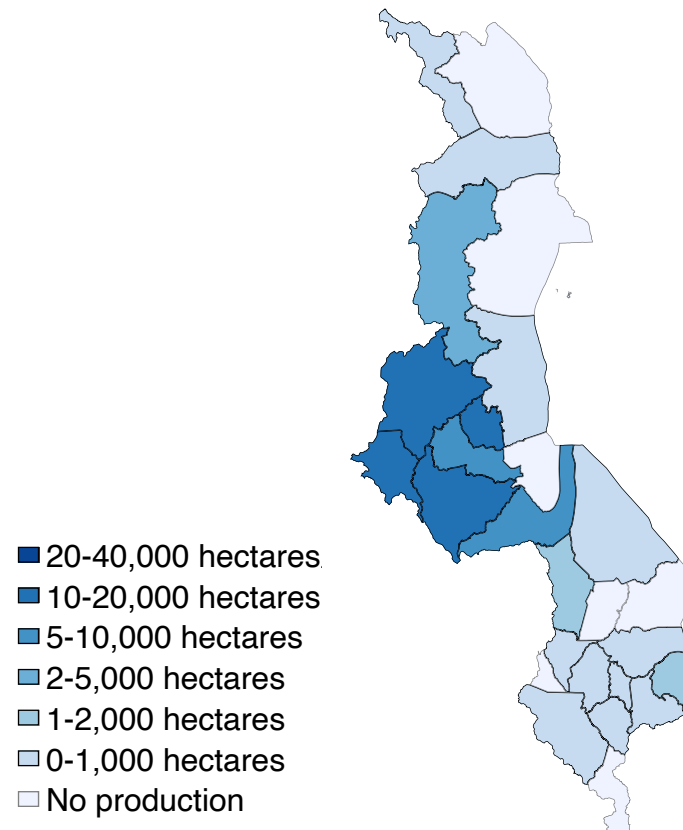 20-40,000 hectares
10-20,000 hectares
5-10,000 hectares
2-5,000 hectares
1-2,000 hectares
0-1,000 hectares
No production